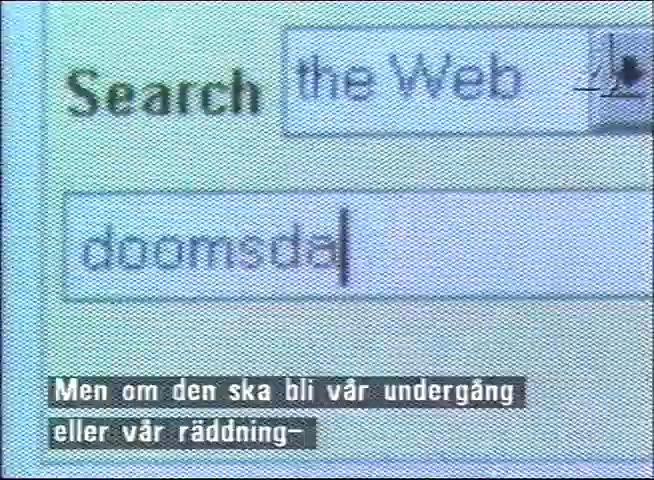 Search the Web
doomsda
Men om den ska bli vår undergång
eller vår räddning–